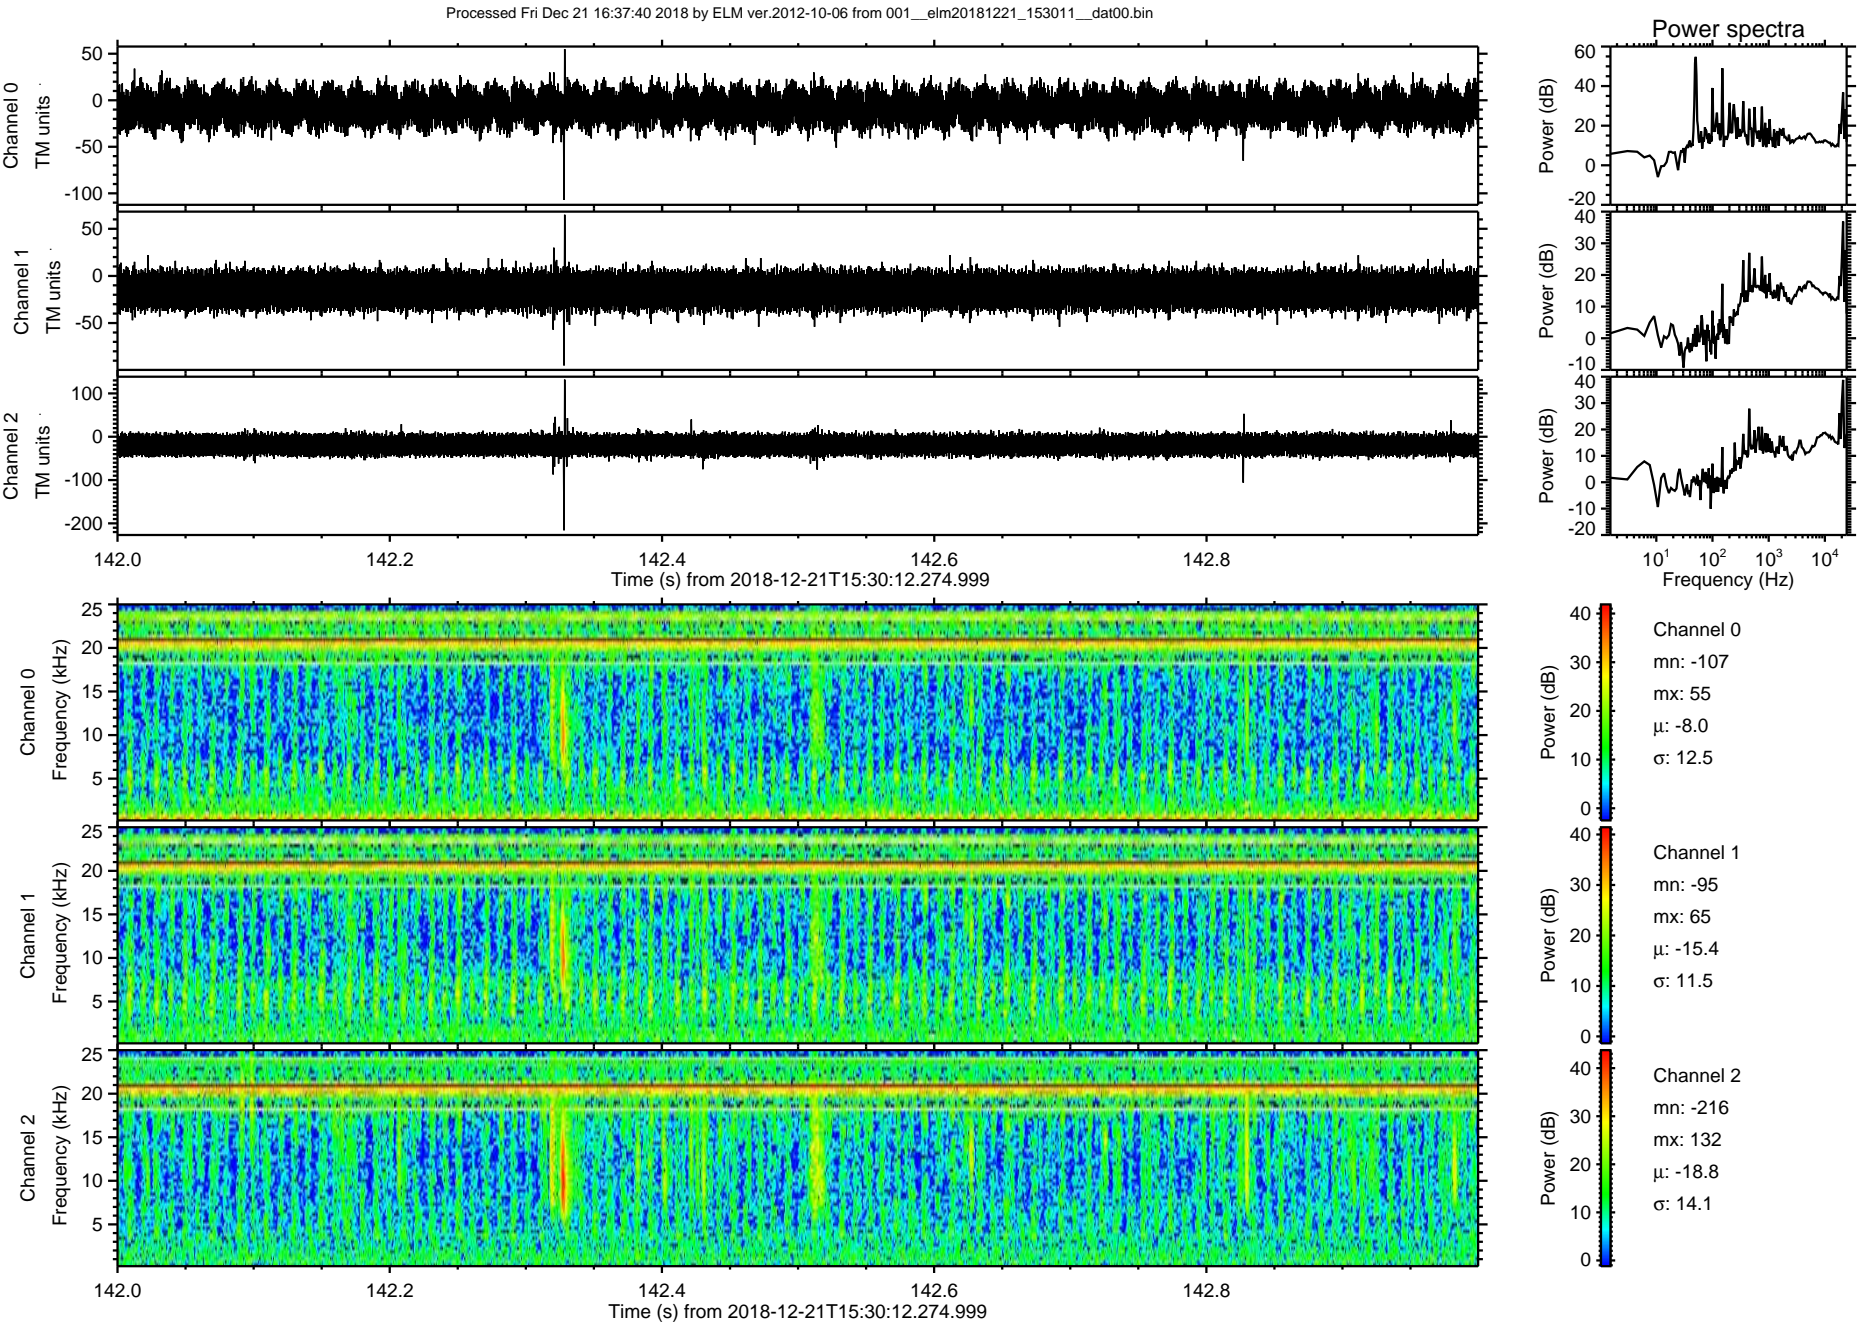 Processed Fri Dec 21 16:37:40 2018 by ELM ver.2012-10-06 from 001__elm20181221_153011__dat00.bin
Power spectra
Channel 0
TM units
50
0
-50
-100
Power (dB)
60
40
20
0
-20
Channel 1
TM units
50
0
-50
Power (dB)
40
30
20
10
0
-10
Channel 2
TM units
100
0
-100
-200
Power (dB)
40
30
20
10
0
-10
-20
142.0 142.2 142.4 142.6 142.8
Time (s) from 2018-12-21T15:30:12.274.999
10¹ 10² 10³ 10⁴
Frequency (Hz)
Channel 0
Frequency (kHz)
25
20
15
10
5
Power (dB)
40
30
20
10
0
Channel 0
mn: -107
mx: 55
μ: -8.0
σ: 12.5
Channel 1
Frequency (kHz)
25
20
15
10
5
Power (dB)
40
30
20
10
0
Channel 1
mn: -95
mx: 65
μ: -15.4
σ: 11.5
Channel 2
Frequency (kHz)
25
20
15
10
5
Power (dB)
40
30
20
10
0
Channel 2
mn: -216
mx: 132
μ: -18.8
σ: 14.1
142.0 142.2 142.4 142.6 142.8
Time (s) from 2018-12-21T15:30:12.274.999